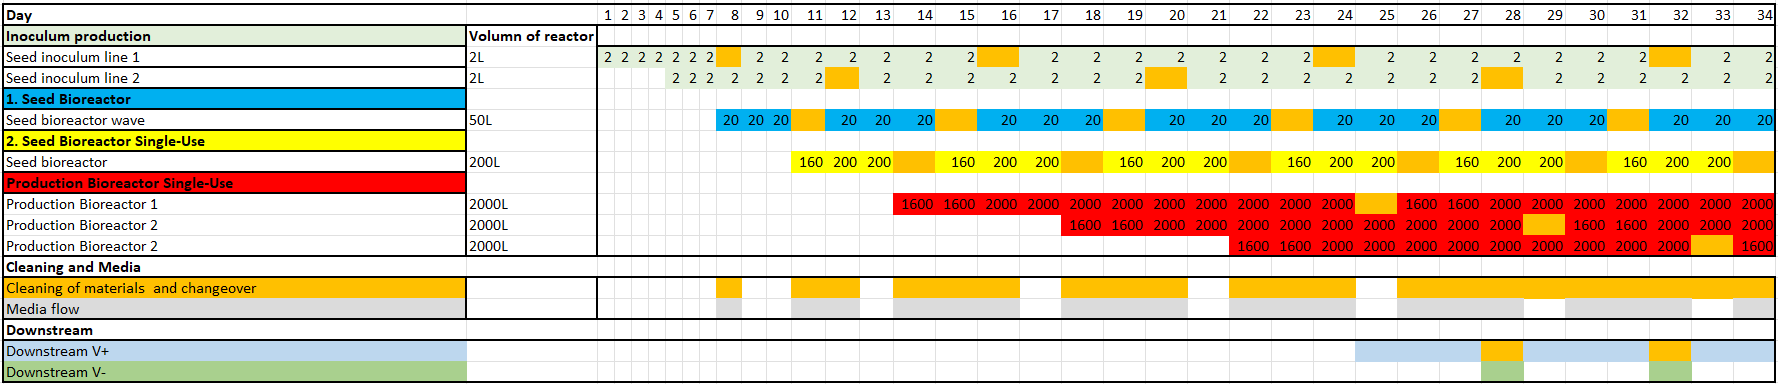 Day 1 2 3 4 5 6 7 8 9 10 11 12 13 14 15 16 17 18 19 20 21 22 23 24 25 26 27 28 29 30 31 32 33 34
Inoculum production Volumn of reactor
Seed inoculum line 1 2L 2 2 2 2 2 2 2 2 2 2 2 2 2 2 2 2 2 2 2 2 2 2 2 2 2 2 2 2 2 2
Seed inoculum line 2 2L 2 2 2 2 2 2 2 2 2 2 2 2 2 2 2 2 2 2 2 2 2 2 2 2 2 2 2
1. Seed Bioreactor
Seed bioreactor wave 50L 20 20 20 20 20 20 20 20 20 20 20 20 20 20 20 20 20 20 20 20 20
2. Seed Bioreactor Single-Use
Seed bioreactor 200L 160 200 200 160 200 200 160 200 200 160 200 200 160 200 200 160 200 200
Production Bioreactor Single-Use
Production Bioreactor 1 2000L 1600 1600 2000 2000 2000 2000 2000 2000 2000 2000 2000 1600 1600 2000 2000 2000 2000 2000 2000 2000
Production Bioreactor 2 2000L 1600 1600 2000 2000 2000 2000 2000 2000 2000 2000 2000 1600 1600 2000 2000 2000
Production Bioreactor 2 2000L 1600 1600 2000 2000 2000 2000 2000 2000 2000 2000 2000 1600
Cleaning and Media
Cleaning of materials and changeover
Media flow
Downstream
Downstream V+
Downstream V-